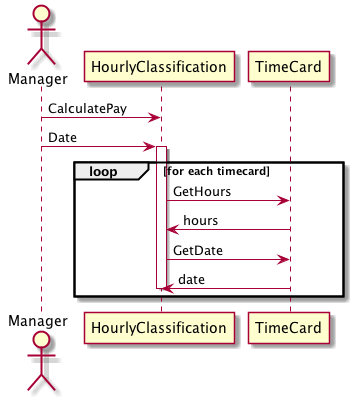 Manager
HourlyClassification
TimeCard
CalculatePay
Date
loop
[for each timecard]
GetHours
hours
GetDate
date
Manager
HourlyClassification
TimeCard